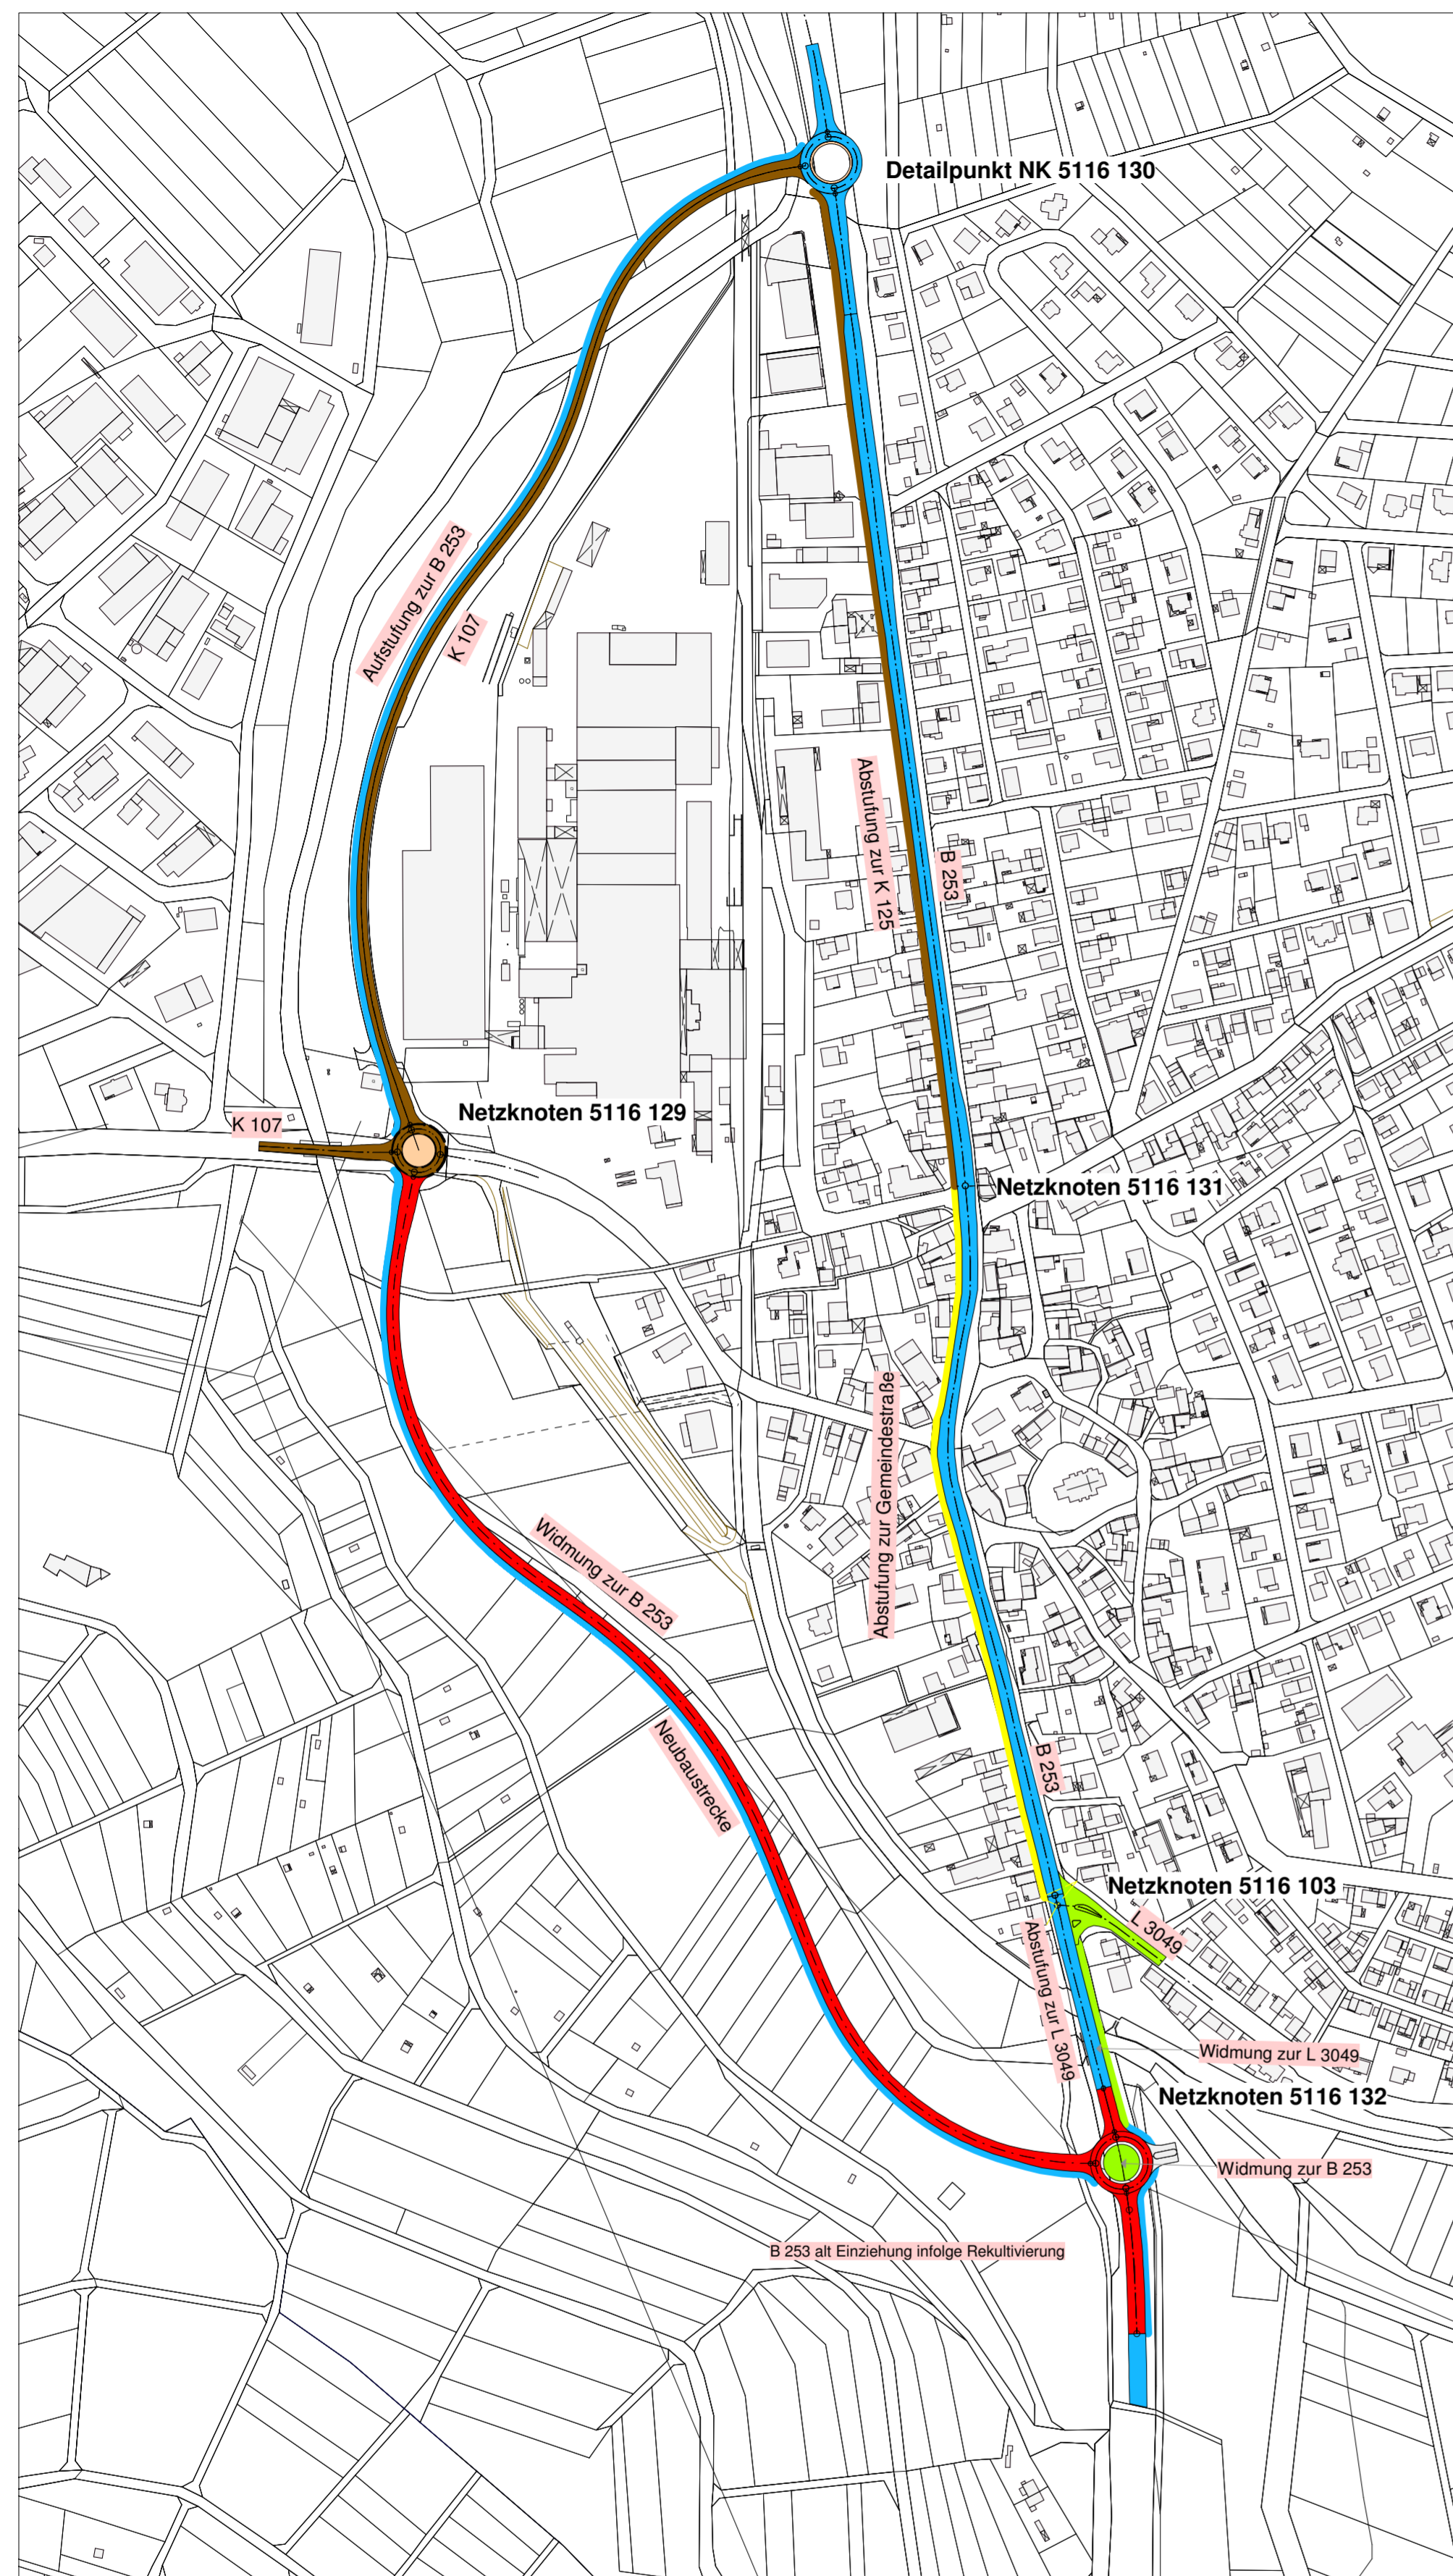 Detailpunkt NK 5116 130
Aufstufung zur B 253
K 107
Abstufung zur K 125
B 253
Netzknoten 5116 129
K 107
Netzknoten 5116 131
Abstufung zur Gemeindestraße
Widmung zur B 253
Neubaustrecke
B 253
Netzknoten 5116 103
L 3049
Abstufung zur L 3049
Widmung zur L 3049
Netzknoten 5116 132
Widmung zur B 253
B 253 alt Einziehung infolge Rekultivierung